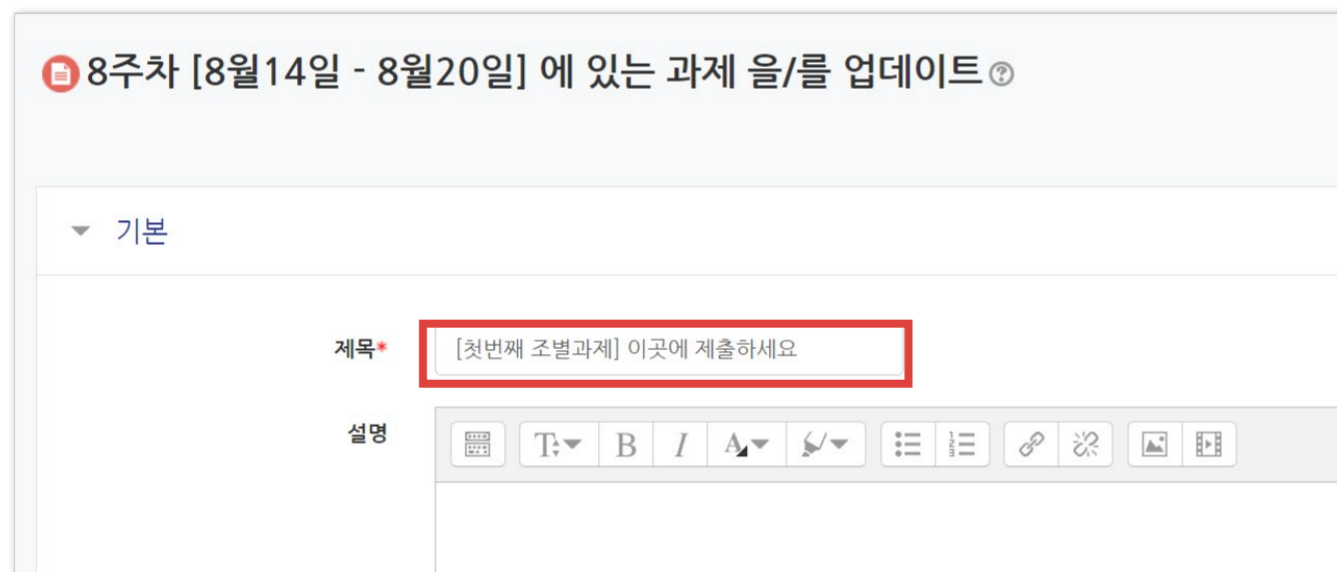 8주차 [8월14일 - 8월20일] 에 있는 과제 을/를 업데이트
기본
제목*
[첫번째 조별과제] 이곳에 제출하세요
설명
T B I A